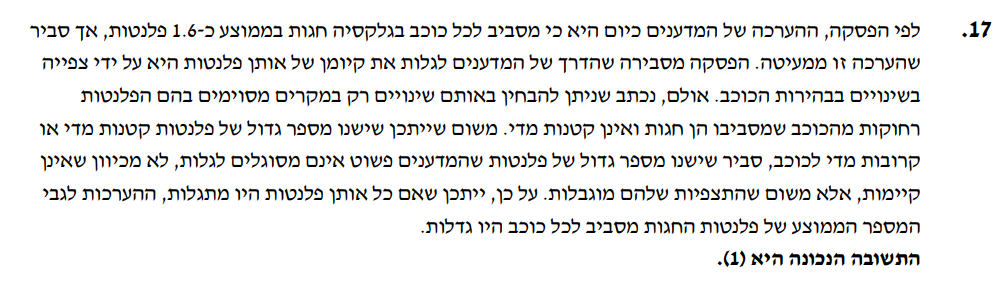 17. לפי הפסקה, ההערכה של המדענים כיום היא כי מסביב לכל כוכב בגלקסיה חגות בממוצע כ-1.6 פלנטות, אך סביר
שהערכה זו ממעיטה. הפסקה מסבירה שהדרך של המדענים לגלות את קיומן של אותן פלנטות היא על ידי צפייה
בשינויים בבהירות הכוכב. אולם, נכתב שניתן להבחין באותם שינויים רק במקרים מסוימים בהם הפלנטות
רחוקות מהכוכב שמסביבו הן חגות ואינן קטנות מדי. משום שייתכן שישנו מספר גדול של פלנטות קטנות מדי או
קרובות מדי לכוכב, סביר שישנו מספר גדול של פלנטות שהמדענים פשוט אינם מסוגלים לגלות, לא מכיוון שאינן
קיימות, אלא משום שהתצפיות שלהם מוגבלות. על כן, ייתכן שאם כל אותן פלנטות היו מתגלות, ההערכות לגבי
המספר הממוצע של פלנטות החגות מסביב לכל כוכב היו גדלות.
התשובה הנכונה היא (1).